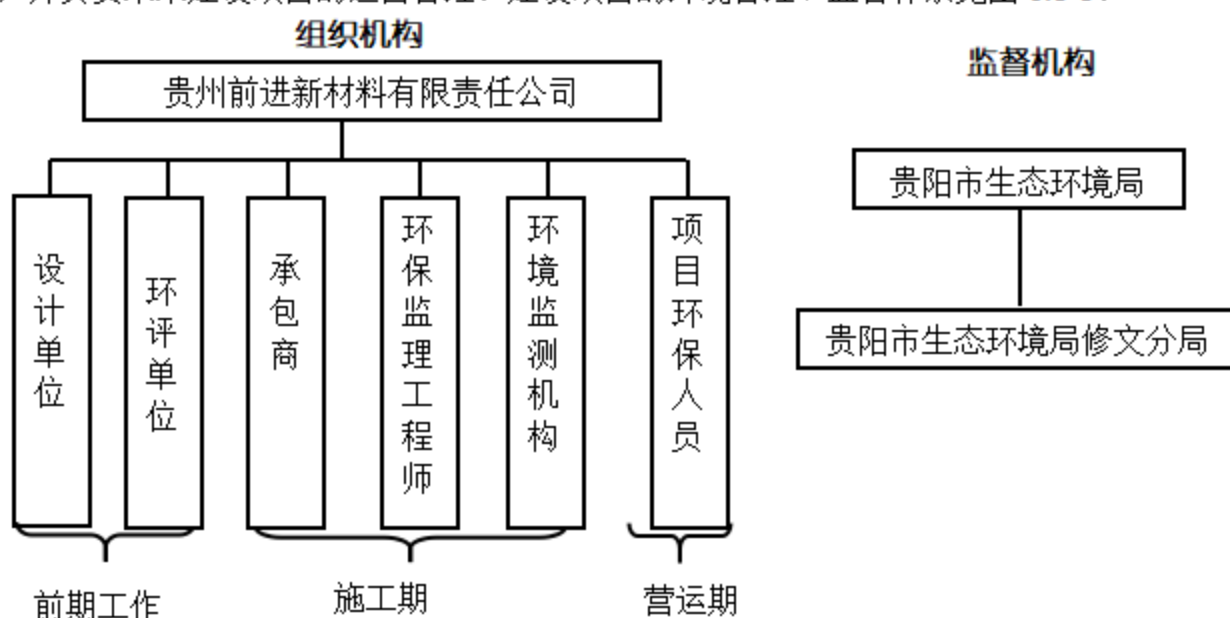 组织机构
监督机构
贵州前进新材料有限责任公司
贵阳市生态环境局
贵阳市生态环境局修文分局
设计单位
环评单位
承包商
环保监理工程师
环境监测机构
项目环保人员
前期工作
施工期
营运期